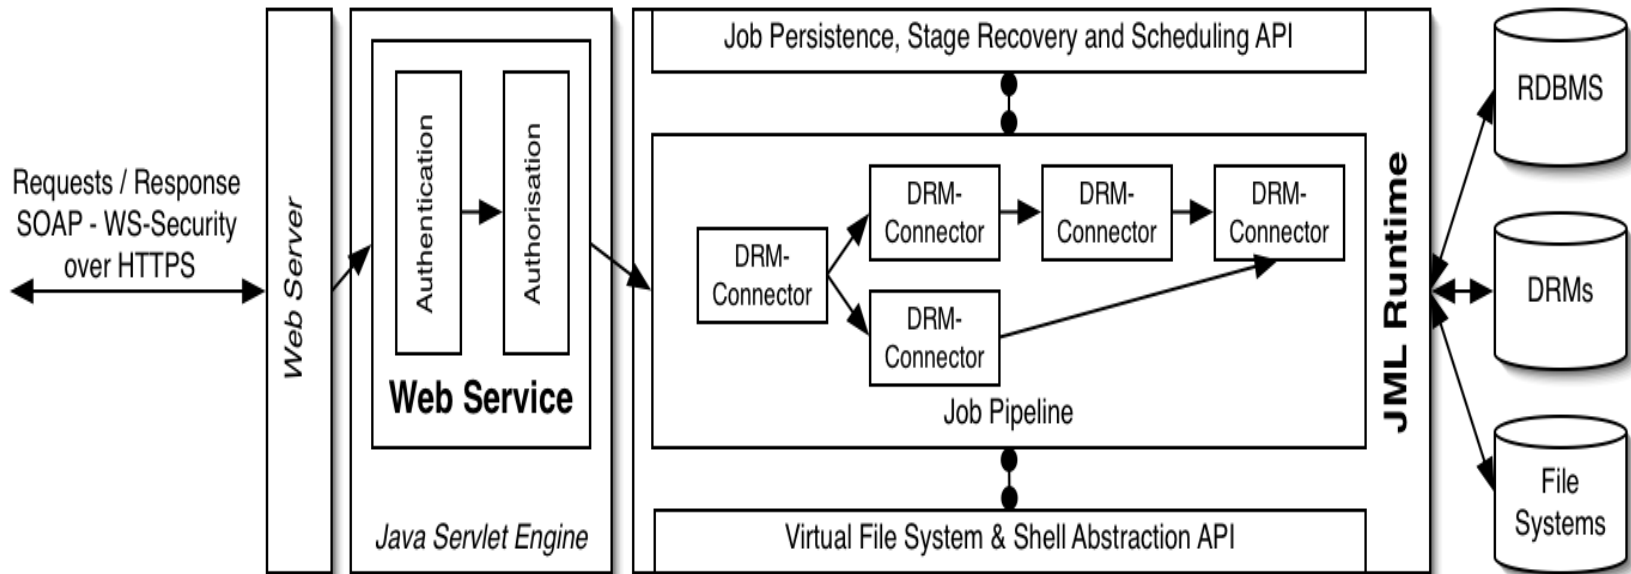 Requests / Response
SOAP - WS-Security
over HTTPS
Web Server
Authentication
Authorisation
Web Service
Java Servlet Engine
Job Persistence, Stage Recovery and Scheduling API
DRM-
Connector
DRM-
Connector
DRM-
Connector
DRM-
Connector
DRM-
Connector
Job Pipeline
Virtual File System & Shell Abstraction API
JML Runtime
RDBMS
DRMs
File
Systems